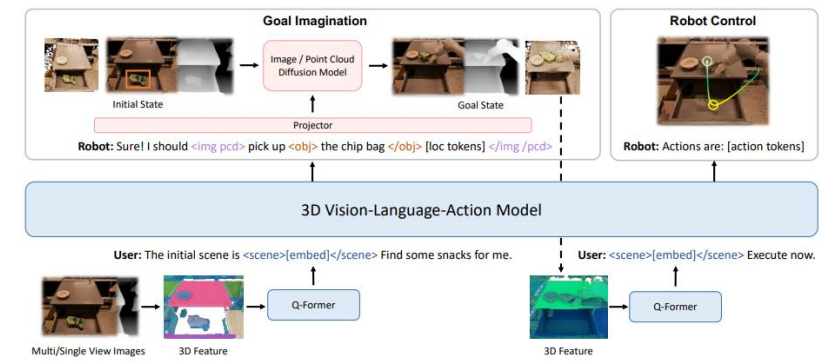 Goal Imagination
Robot Control
Image / Point Cloud
Diffusion Model
Initial State
Goal State
Projector
Robot: Sure! I should <img pcd> pick up <obj> the chip bag </obj> [loc tokens] </img /pcd>
Robot: Actions are: [action tokens]
3D Vision-Language-Action Model
User: The initial scene is <scene>[embed]</scene> Find some snacks for me.
User: <scene>[embed]</scene> Execute now.
Q-Former
Q-Former
Multi/Single View Images
3D Feature
3D Feature